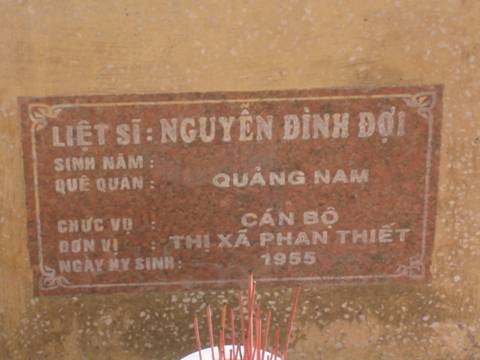 LIỆT SĨ: NGUYỄN ĐÌNH ĐỢI
SINH NĂM :
QUÊ QUÁN : QUẢNG NAM
CHỨC VỤ : CÁN BỘ
ĐƠN VỊ : THỊ XÃ PHAN THIẾT
NGÀY HY SINH : 1955